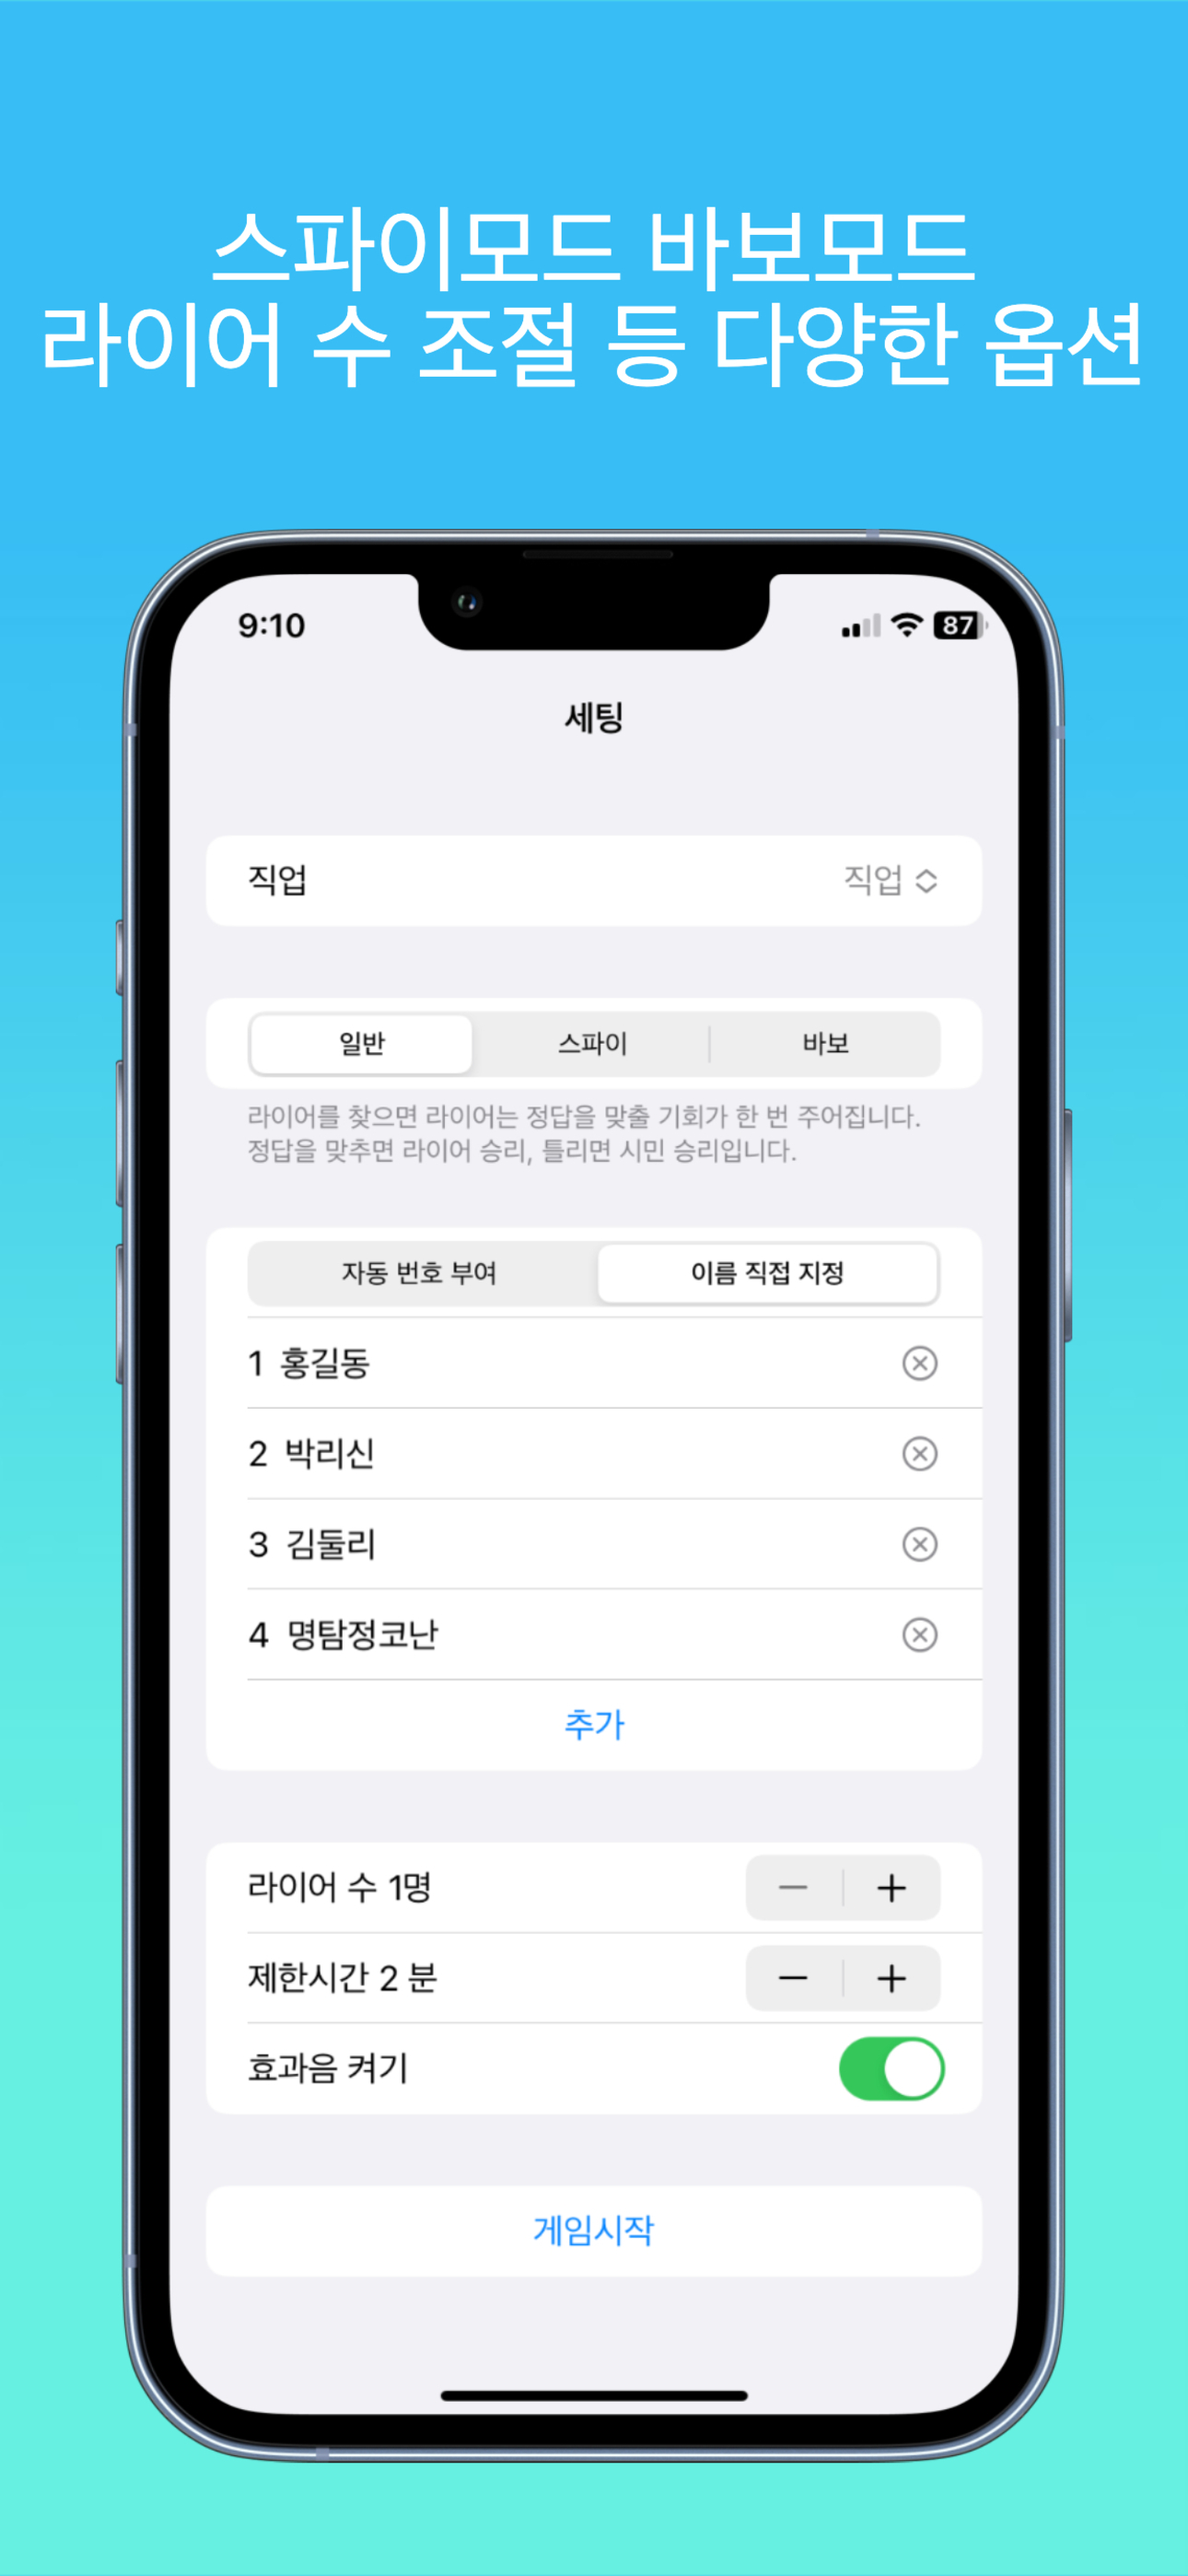 스파이모드 바보모드
라이어 수 조절 등 다양한 옵션
9:10
87
세팅
직업 직업
일반 스파이 바보
라이어를 찾으면 라이어는 정답을 맞출 기회가 한 번 주어집니다.
정답을 맞추면 라이어 승리, 틀리면 시민 승리입니다.
자동 번호 부여 이름 직접 지정
1 홍길동
2 박리신
3 김둘리
4 명탐정코난
추가
라이어 수 1명
제한시간 2 분
효과음 켜기
게임시작